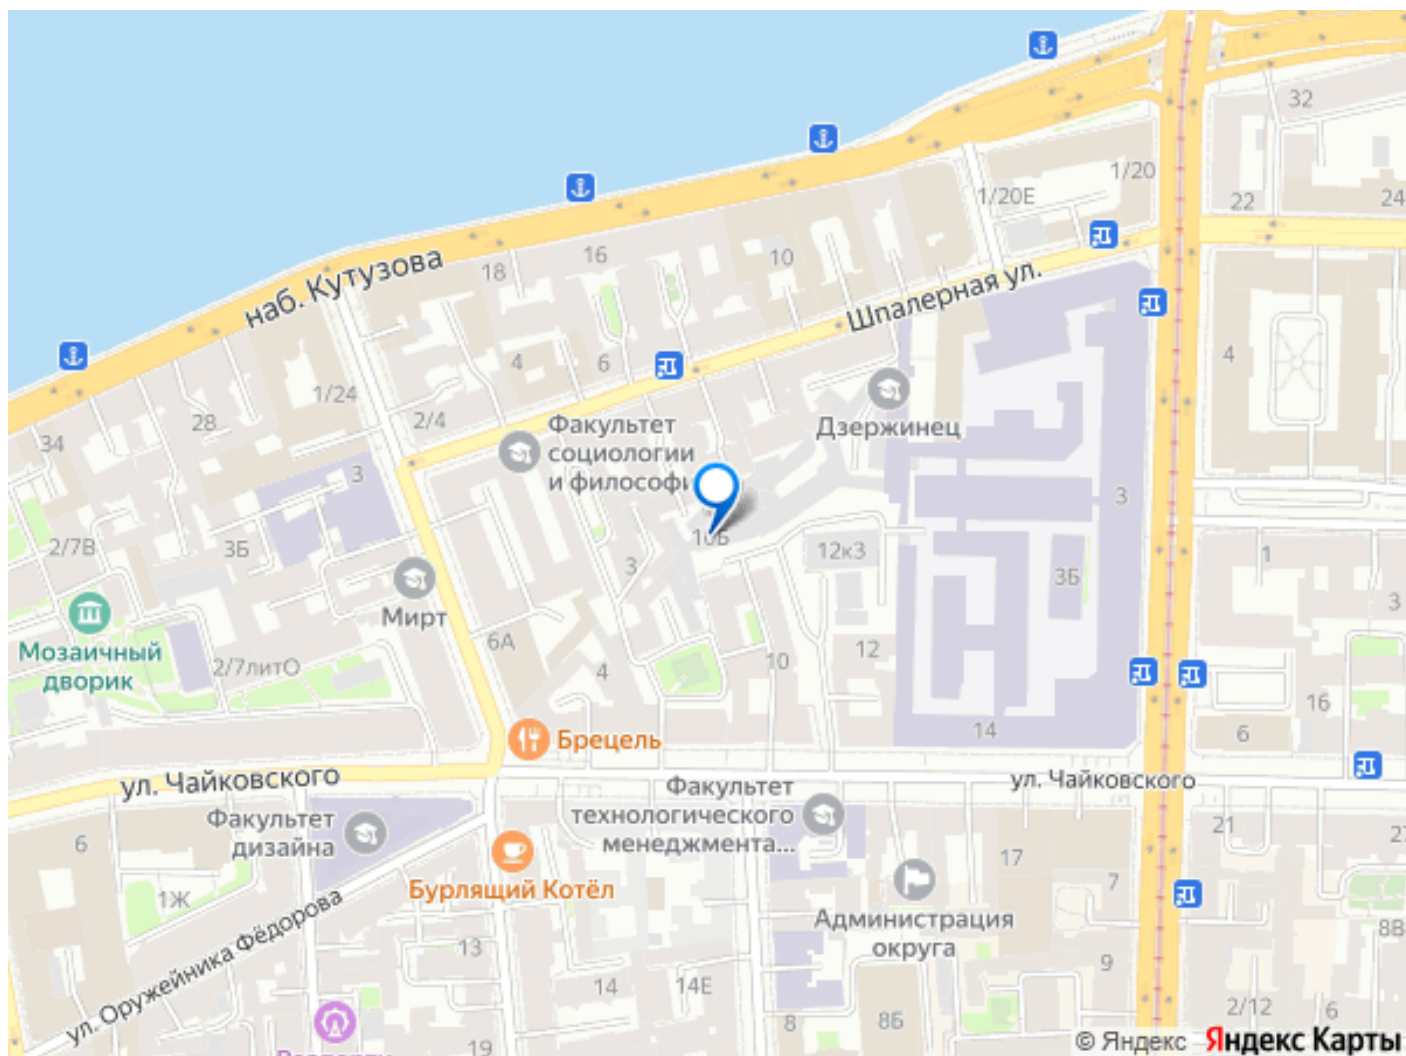 32
1/20
1/20Е
22
24
наб. Кутузова
18
16
10
Шпалерная ул.
4
6
4
1/24
2/4
28
34
Дзержинец
Факультет
социологии
и философи
3
3
2/7В
3Б
10Б
12к3
3Б
1
3
3
Мирт
Мозаичный
дворик
2/7литО
6А
4
10
12
14
16
6
Брецель
ул. Чайковского
ул. Чайковского
Факультет
технологического
менеджмента...
Факультет
дизайна
6
1Ж
21
17
7
Бурлящий Котёл
Администрация
округа
8В
ул. Оружейника Фёдорова
13
14
14Е
9
8
8Б
2/12
6
19
© Яндекс
Яндекс Карты